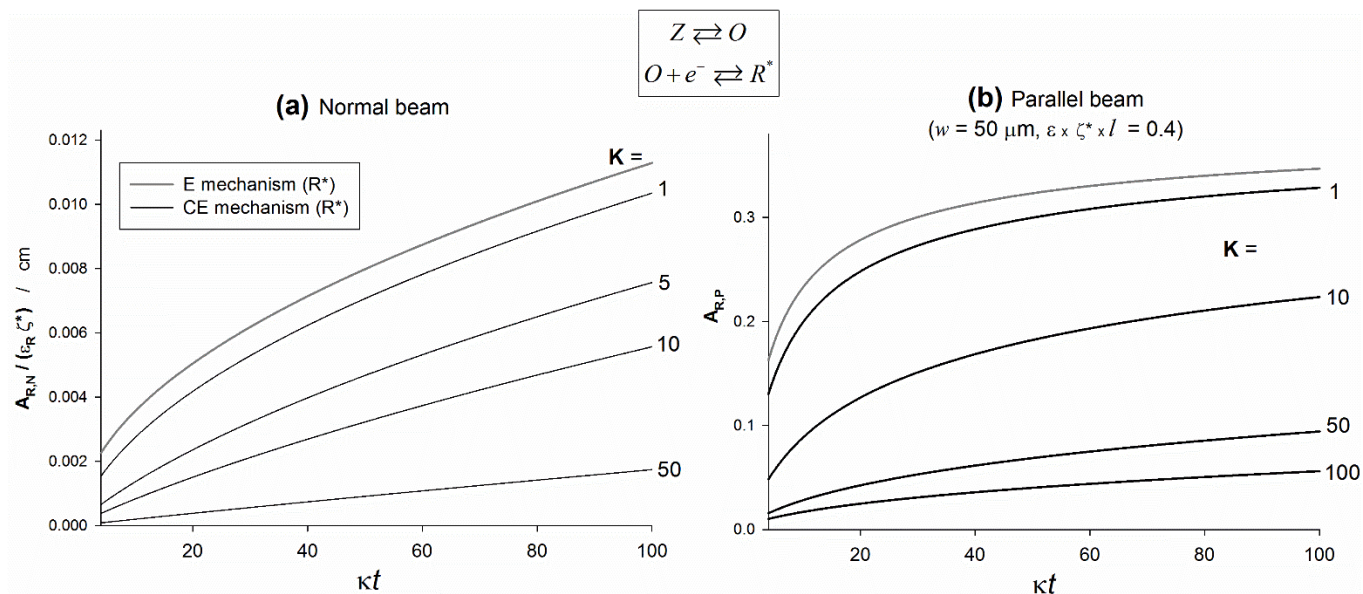 Z ⇄ O
O + e⁻ ⇄ R*
(a) Normal beam
K =
E mechanism (R*)
CE mechanism (R*)
1
5
10
50
0.012
0.010
0.008
0.006
0.004
0.002
0.000
A_R,N / (ε_R ζ*) / cm
20
40
60
80
100
κt
(b) Parallel beam
(w = 50 μm, ε x ζ* x l = 0.4)
1
K =
10
50
100
0.3
0.2
0.1
0.0
A_R,P
20
40
60
80
100
κt